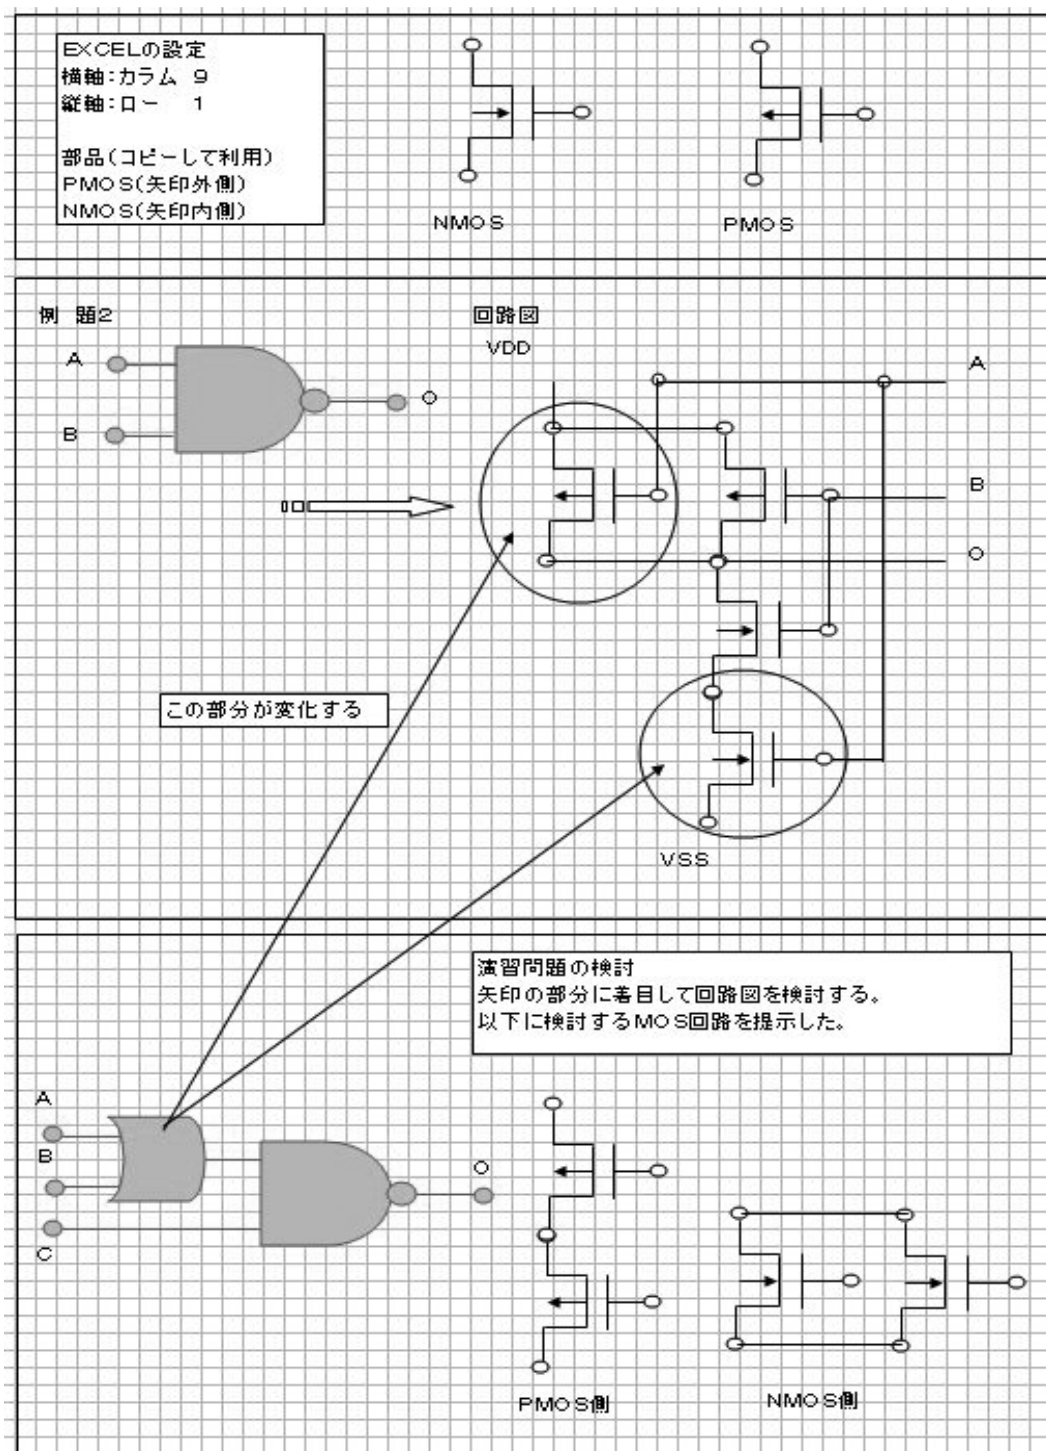 EXCELの設定
横軸:カラム 9
縦軸:ロー 1
部品(コピーして利用)
PMOS(矢印外側)
NMOS(矢印内側)
NMOS
PMOS
例 題2
回路図
VDD
A
B
O
A
B
O
この部分が変化する
VSS
演習問題の検討
矢印の部分に着目して回路図を検討する。
以下に検討するMOS回路を提示した。
A
B
C
O
PMOS側
NMOS側